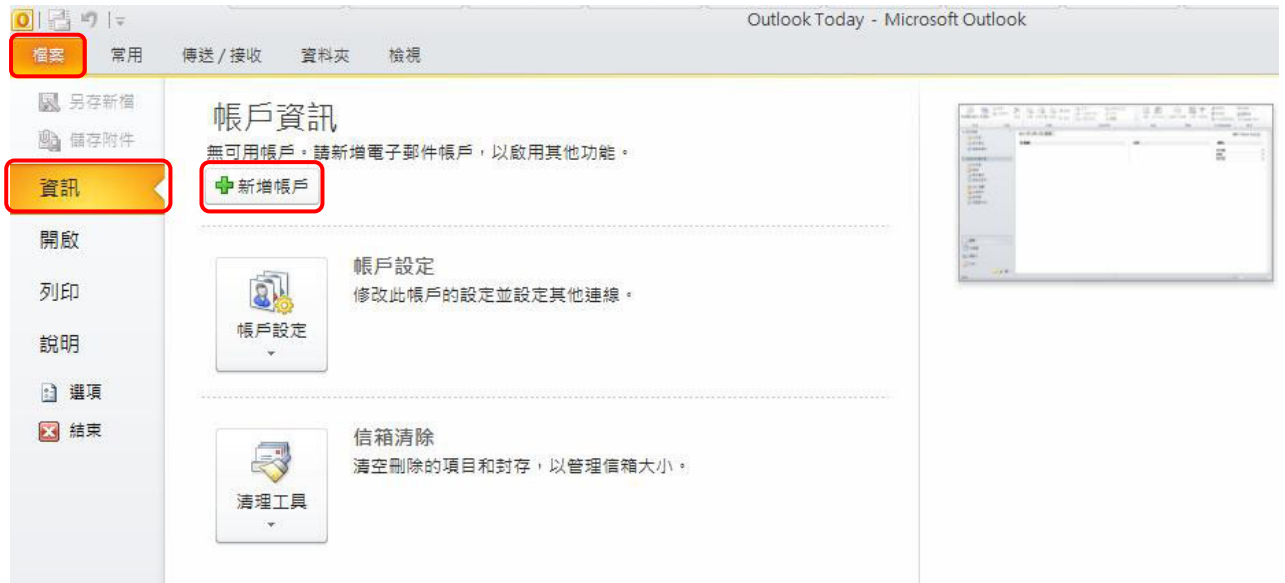 Outlook Today - Microsoft Outlook
檔案 常用 傳送 / 接收 資料夾 檢視
另存新檔
儲存附件
資訊
開啟
列印
說明
選項
結束
帳戶資訊
無可用帳戶。請新增電子郵件帳戶，以啟用其他功能。
新增帳戶
帳戶設定
帳戶設定
修改此帳戶的設定並設定其他連線。
清理工具
信箱清除
清空刪除的項目和封存，以管理信箱大小。